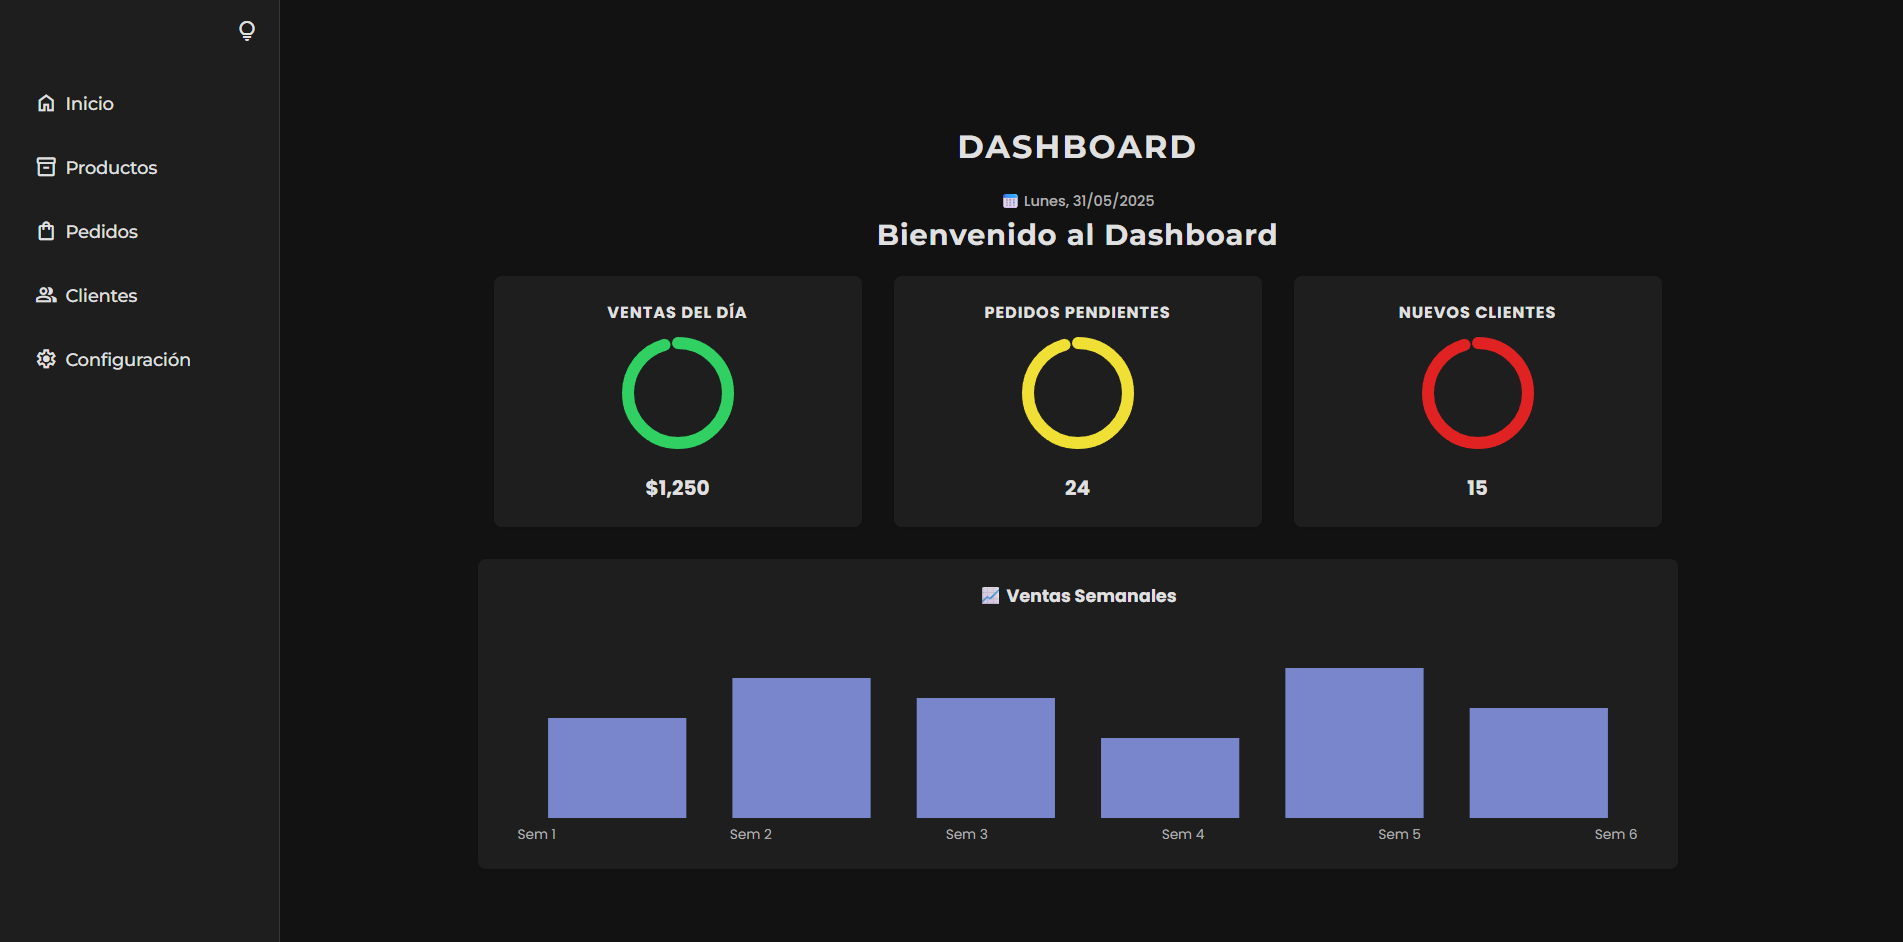 Inicio
Productos
Pedidos
Clientes
Configuración
DASHBOARD
Lunes, 31/05/2025
Bienvenido al Dashboard
VENTAS DEL DÍA
$1,250
PEDIDOS PENDIENTES
24
NUEVOS CLIENTES
15
Ventas Semanales
Sem 1 Sem 2 Sem 3 Sem 4 Sem 5 Sem 6